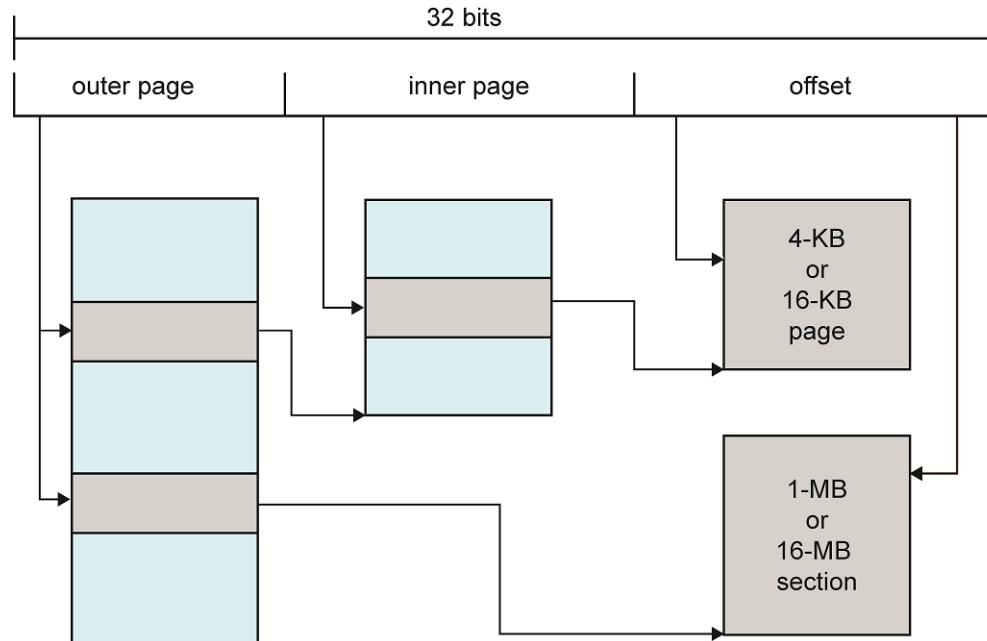 32 bits
outer page
inner page
offset
4-KB
or
16-KB
page
1-MB
or
16-MB
section